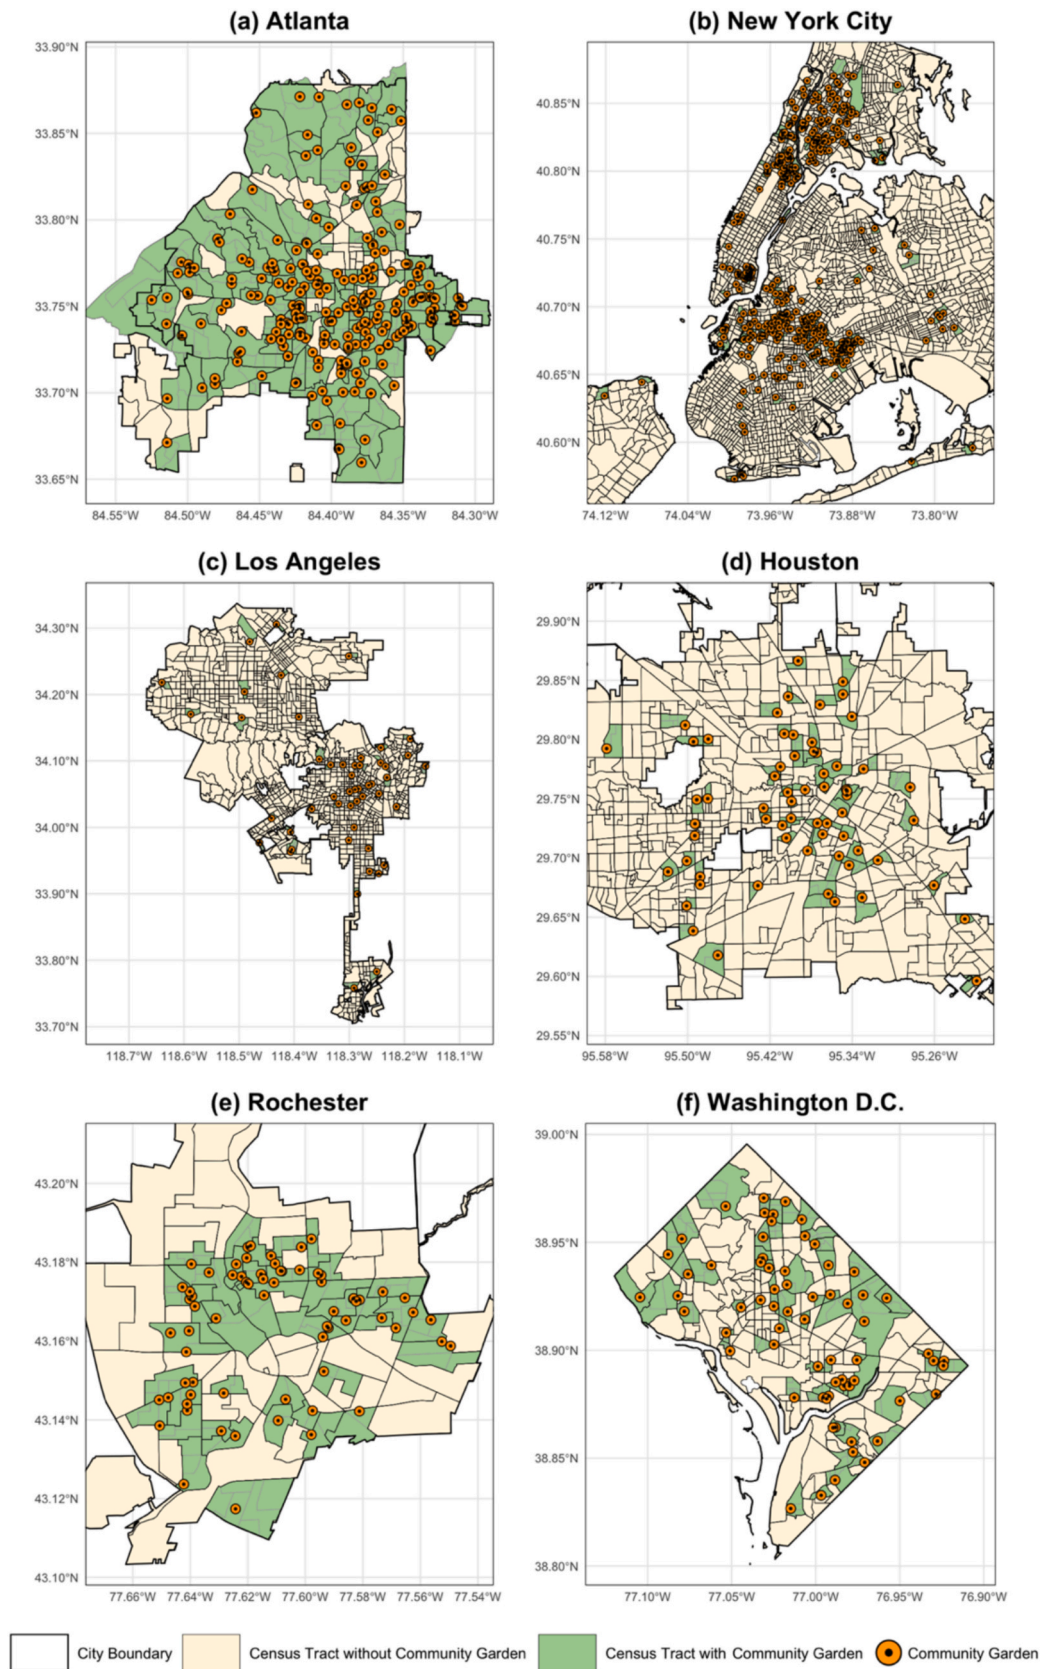 (a) Atlanta
33.90°N
33.85°N
33.80°N
33.75°N
33.70°N
33.65°N
84.55°W 84.50°W 84.45°W 84.40°W 84.35°W 84.30°W
(b) New York City
40.85°N
40.80°N
40.75°N
40.70°N
40.65°N
40.60°N
74.12°W 74.04°W 73.96°W 73.88°W 73.80°W
(c) Los Angeles
34.30°N
34.20°N
34.10°N
34.00°N
33.90°N
33.80°N
33.70°N
118.7°W 118.6°W 118.5°W 118.4°W 118.3°W 118.2°W 118.1°W
(d) Houston
29.90°N
29.85°N
29.80°N
29.75°N
29.70°N
29.65°N
29.60°N
29.55°N
95.58°W 95.50°W 95.42°W 95.34°W 95.26°W
(e) Rochester
43.20°N
43.18°N
43.16°N
43.14°N
43.12°N
43.10°N
77.66°W 77.64°W 77.62°W 77.60°W 77.58°W 77.56°W 77.54°W
(f) Washington D.C.
39.00°N
38.95°N
38.90°N
38.85°N
38.80°N
77.10°W 77.05°W 77.00°W 76.95°W 76.90°W
City Boundary Census Tract without Community Garden Census Tract with Community Garden Community Garden